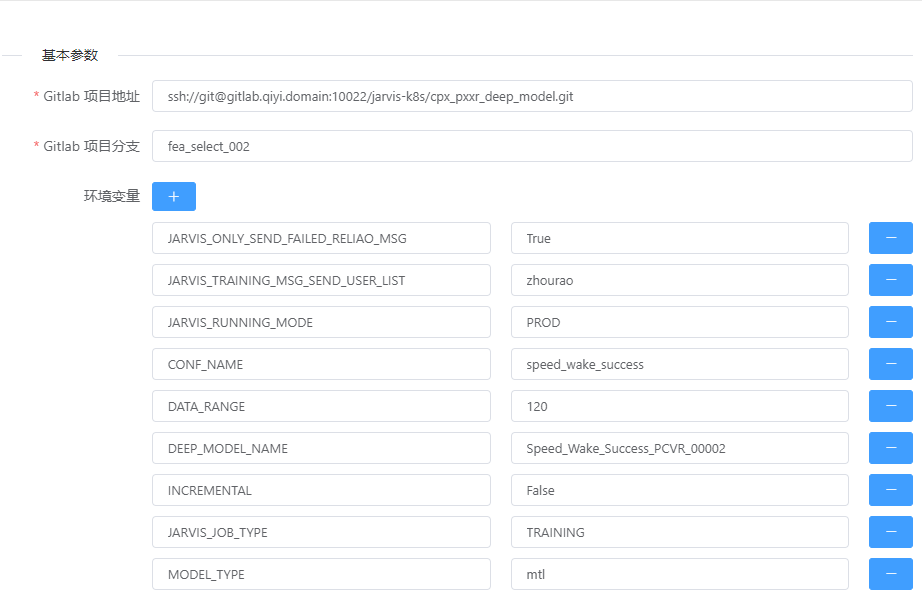 基本参数
* Gitlab 项目地址 ssh://git@gitlab.qiyi.domain:10022/jarvis-k8s/cpx_pxxr_deep_model.git
* Gitlab 项目分支 fea_select_002
环境变量 +
JARVIS_ONLY_SEND_FAILED_RELIAO_MSG True
JARVIS_TRAINING_MSG_SEND_USER_LIST zhourao
JARVIS_RUNNING_MODE PROD
CONF_NAME speed_wake_success
DATA_RANGE 120
DEEP_MODEL_NAME Speed_Wake_Success_PCVR_00002
INCREMENTAL False
JARVIS_JOB_TYPE TRAINING
MODEL_TYPE mtl